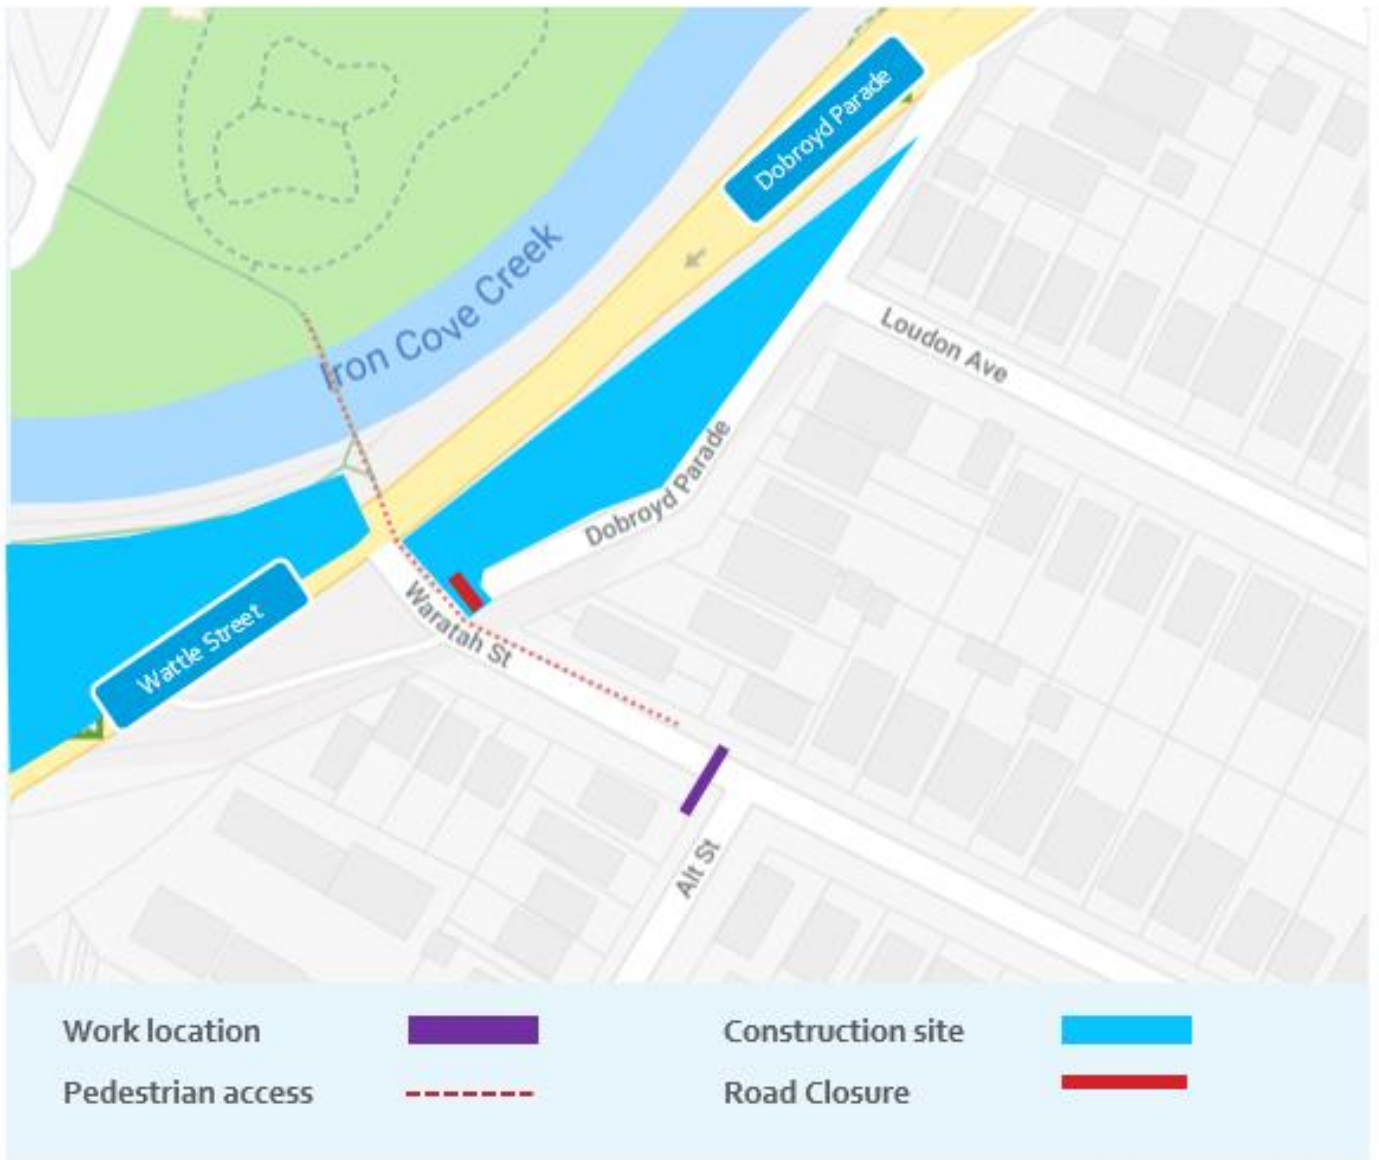 Dobroyd Parade
Iron Cove Creek
Loudon Ave
Dobroyd Parade
Wattle Street
Waratah St
Alt St
Work location
Construction site
Pedestrian access
Road Closure